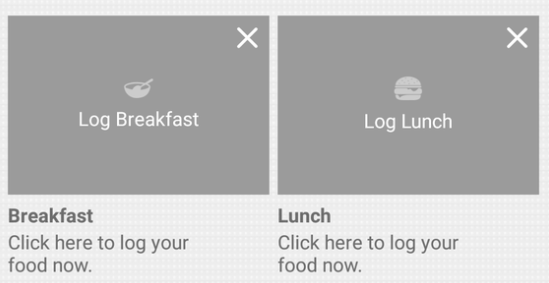 Log Breakfast
Log Lunch
Breakfast
Click here to log your
food now.
Lunch
Click here to log your
food now.